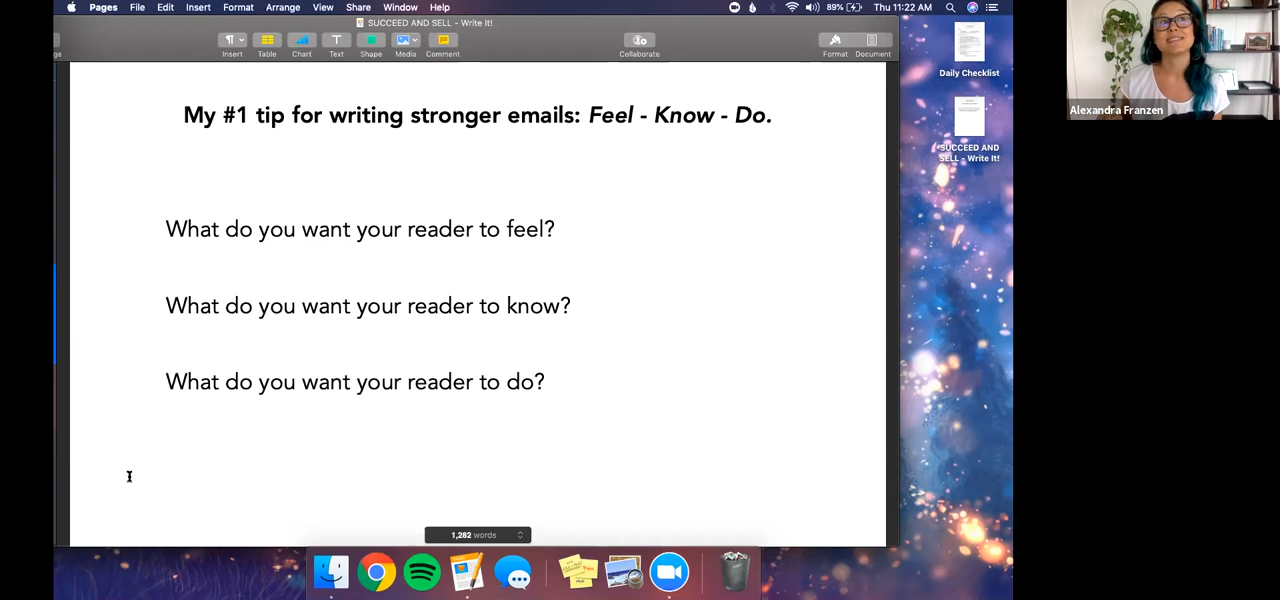 Pages File Edit Insert Format Arrange View Share Window Help 89% Thu 11:22 AM
SUCCEED AND SELL - Write It!
ge Insert Table Chart Text Shape Media Comment Collaborate Format Document
Daily Checklist
SUCCEED AND
SELL - Write It!
Alexandra Franzen
My #1 tip for writing stronger emails: Feel - Know - Do.
What do you want your reader to feel?
What do you want your reader to know?
What do you want your reader to do?
1,282 words